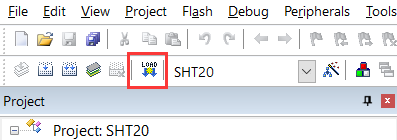 File Edit View Project Flash Debug Peripherals Tools
LOAD SHT20
Project
Project: SHT20